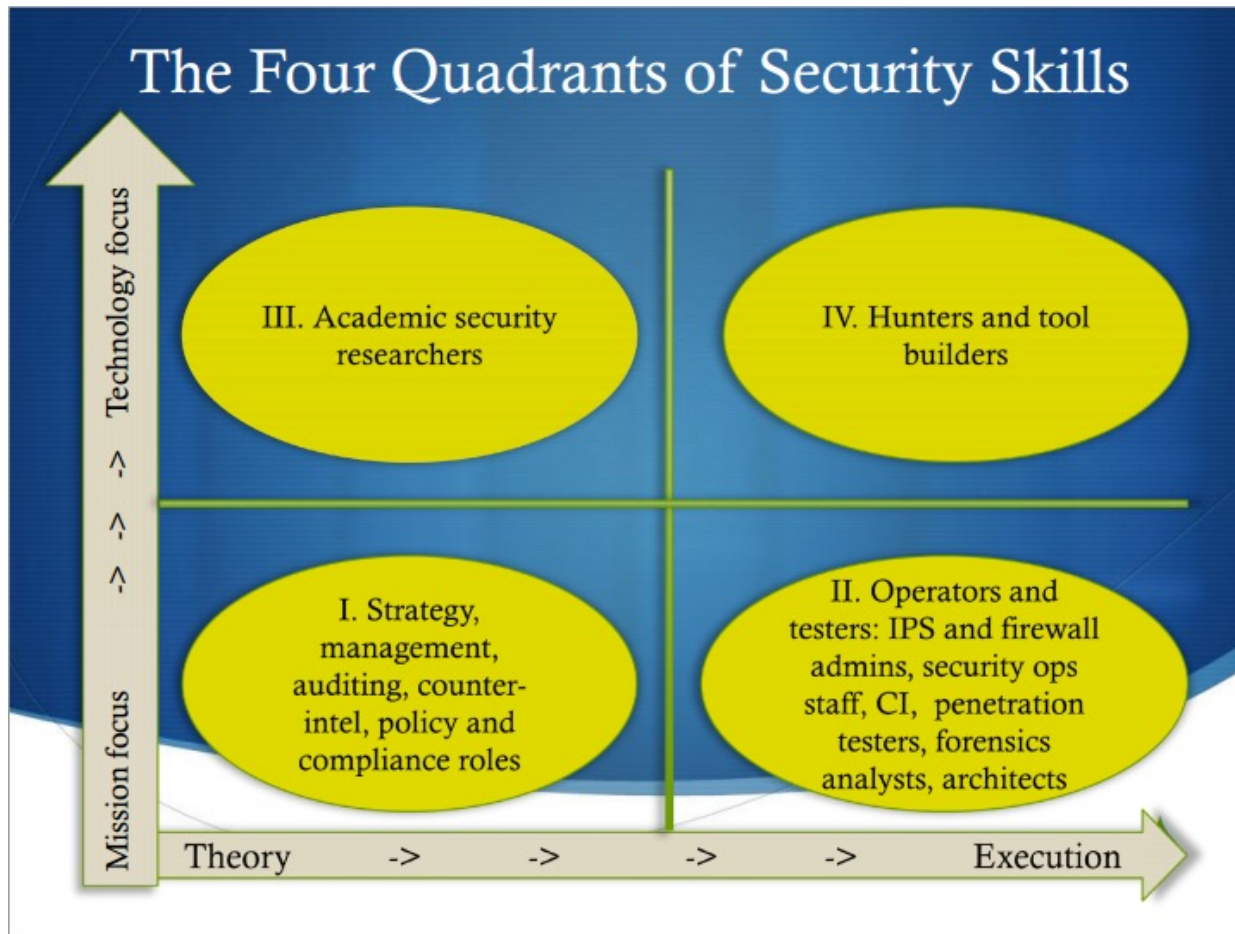 The Four Quadrants of Security Skills
Mission focus -> -> -> Technology focus
III. Academic security
researchers
IV. Hunters and tool
builders
I. Strategy,
management,
auditing, counter-
intel, policy and
compliance roles
II. Operators and
testers: IPS and firewall
admins, security ops
staff, CI, penetration
testers, forensics
analysts, architects
Theory -> -> -> -> Execution